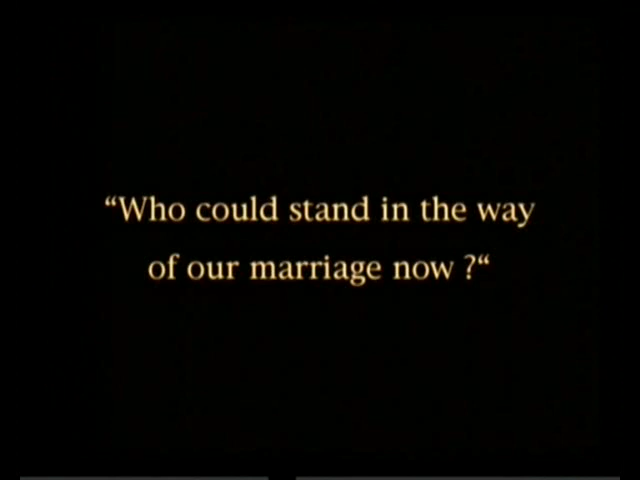 “Who could stand in the way
of our marriage now ?“